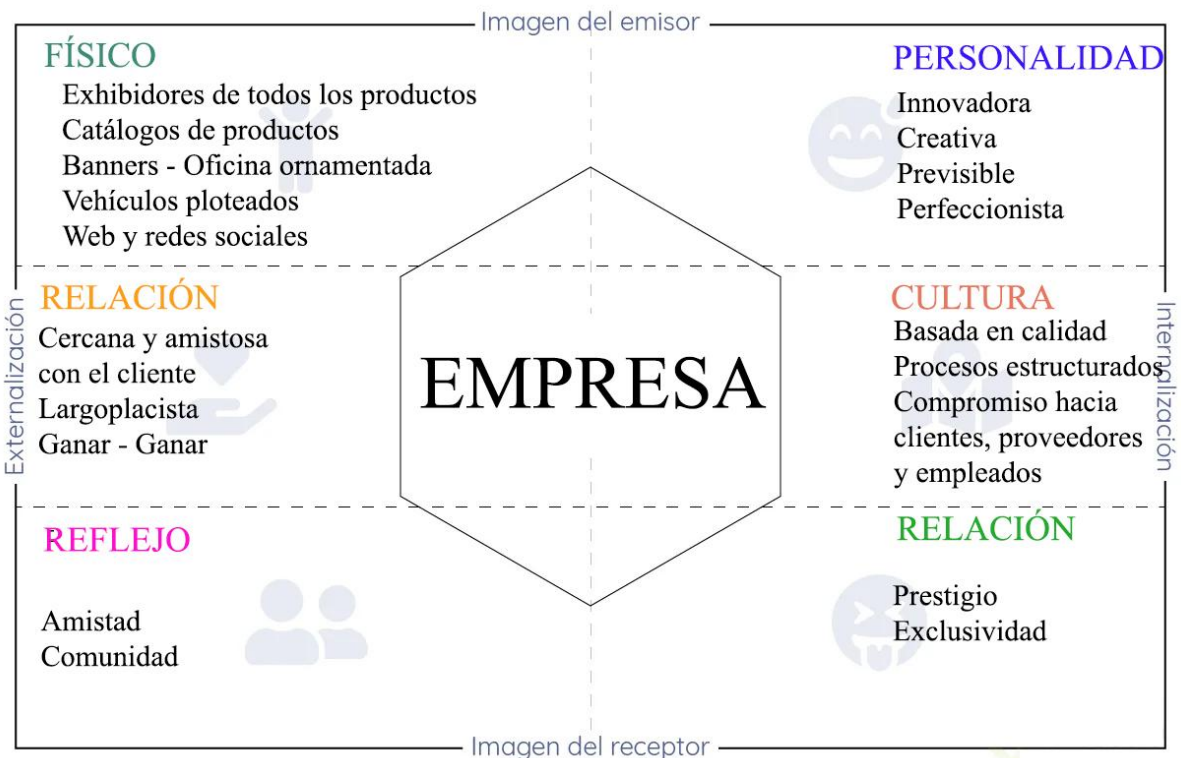 Imagen del emisor
FÍSICO
Exhibidores de todos los productos
Catálogos de productos
Banners - Oficina ornamentada
Vehículos ploteados
Web y redes sociales
PERSONALIDAD
Innovadora
Creativa
Previsible
Perfeccionista
Externalización
RELACIÓN
Cercana y amistosa
con el cliente
Largoplacista
Ganar - Ganar
EMPRESA
CULTURA
Basada en calidad
Procesos estructurados
Compromiso hacia
clientes, proveedores
y empleados
Internalización
REFLEJO
Amistad
Comunidad
RELACIÓN
Prestigio
Exclusividad
Imagen del receptor